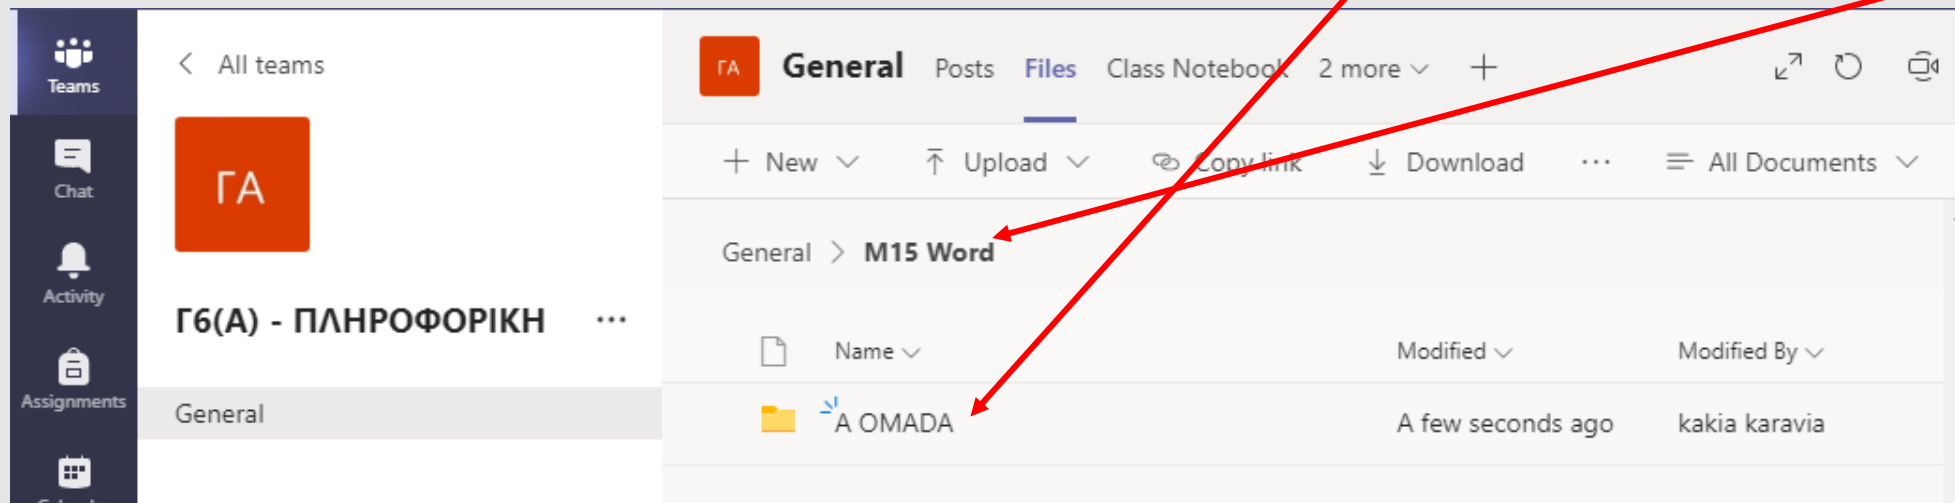 Teams
Chat
Activity
Assignments
All teams
ΓΑ
Γ6(Α) - ΠΛΗΡΟΦΟΡΙΚΗ ...
General
ΓΑ General Posts Files Class Notebook 2 more +
+ New Upload Copy link Download ... All Documents
General > M15 Word
Name Modified Modified By
A OMADA A few seconds ago kakia karavia